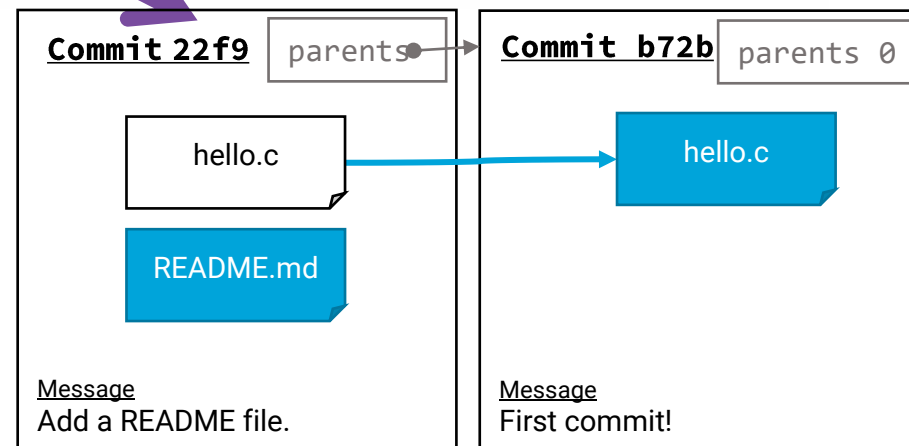 Commit 22f9
parents
hello.c
README.md
Message
Add a README file.
Commit b72b
parents 0
hello.c
Message
First commit!